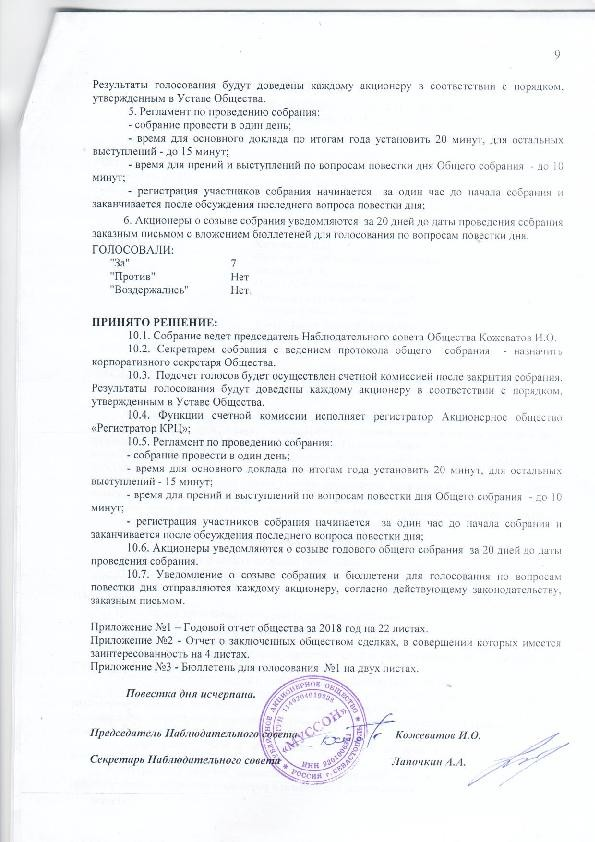 9
Результаты голосования будут доведены каждому акционеру в соответствии с порядком,
утвержденным в Уставе Общества.
5. Регламент по проведению собрания:
- собрание провести в один день;
- время для основного доклада по итогам года установить 20 минут, для остальных
выступлений - до 15 минут;
- время для прений и выступлений по вопросам повестки дня Общего собрания - до 10
минут;
- регистрация участников собрания начинается за один час до начала собрания и
заканчивается после обсуждения последнего вопроса повестки дня;
6. Акционеры о созыве собрания уведомляются за 20 дней до даты проведения собрания
заказным письмом с вложением бюллетеней для голосования по вопросам повестки дня.
ГОЛОСОВАЛИ:
"За" 7
"Против" Нет
"Воздержались" Нет.
ПРИНЯТО РЕШЕНИЕ:
10.1. Собрание ведет председатель Наблюдательного совета Общества Кожеватов И.О.
10.2. Секретарем собрания с ведением протокола общего собрания - назначить
корпоративного секретаря Общества.
10.3. Подсчет голосов будет осуществлен счетной комиссией после закрытия собрания.
Результаты голосования будут доведены каждому акционеру в соответствии с порядком,
утвержденным в Уставе Общества.
10.4. Функции счетной комиссии исполняет регистратор Акционерное общество
«Регистратор КРЦ»;
10.5. Регламент по проведению собрания:
- собрание провести в один день;
- время для основного доклада по итогам года установить 20 минут, для остальных
выступлений - 15 минут;
- время для прений и выступлений по вопросам повестки дня Общего собрания - до 10
минут;
- регистрация участников собрания начинается за один час до начала собрания и
заканчивается после обсуждения последнего вопроса повестки дня;
10.6. Акционеры уведомляются о созыве годового общего собрания за 20 дней до даты
проведения собрания.
10.7. Уведомление о созыве собрания и бюллетени для голосования по вопросам
повестки дня отправляются каждому акционеру, согласно действующему законодательству,
заказным письмом.
Приложение №1 – Годовой отчет общества за 2018 год на 22 листах.
Приложение №2 - Отчет о заключенных обществом сделках, в совершении которых имеется
заинтересованность на 4 листах.
Приложение №3 - Бюллетень для голосования №1 на двух листах.
Повестка дня исчерпана.
Председатель Наблюдательного совета Кожеватов И.О.
Секретарь Наблюдательного совета Лапочкин А.А.
АКЦИОНЕРНОЕ ОБЩЕСТВО
«МУССОН»
РОССИЯ г. СЕВАСТОПОЛЬ